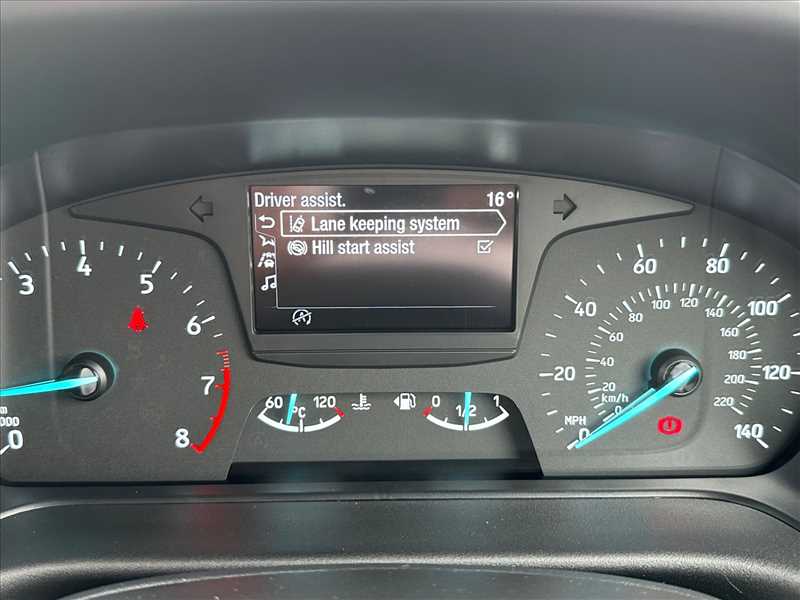 Driver assist. 16°
Lane keeping system
Hill start assist
3 4 5 6 7 8
0
000
60 °C 120
0 1/2 1
0 20 40 60 80 100 120 140
MPH
0 20 40 60 80 100 120 140 160 180 200 220
km/h